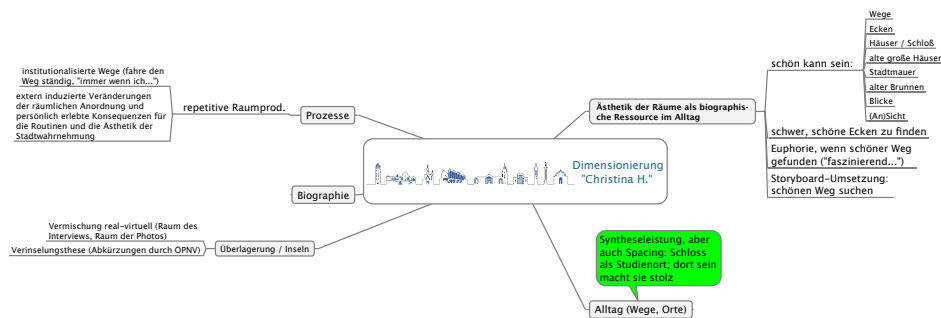 institutionalisierte Wege (fahre den
Weg ständig, "immer wenn ich...")
extern induzierte Veränderungen
der räumlichen Anordnung und
persönlich erlebte Konsequenzen für
die Routinen und die Ästhetik der
Stadtwahrnehmung
repetitive Raumprod.
Prozesse
Biographie
Vermischung real-virtuell (Raum des
Interviews, Raum der Photos)
Verinselungsthese (Abkürzungen durch ÖPNV)
Überlagerung / Inseln
Dimensionierung
"Christina H."
Ästhetik der Räume als biographis-
che Ressource im Alltag
schön kann sein:
Wege
Ecken
Häuser / Schloß
alte große Häuser
Stadtmauer
alter Brunnen
Blicke
(An)Sicht
schwer, schöne Ecken zu finden
Euphorie, wenn schöner Weg
gefunden ("faszinierend...")
Storyboard-Umsetzung:
schönen Weg suchen
Syntheseleistung, aber
auch Spacing: Schloss
als Studienort; dort sein
macht sie stolz
Alltag (Wege, Orte)